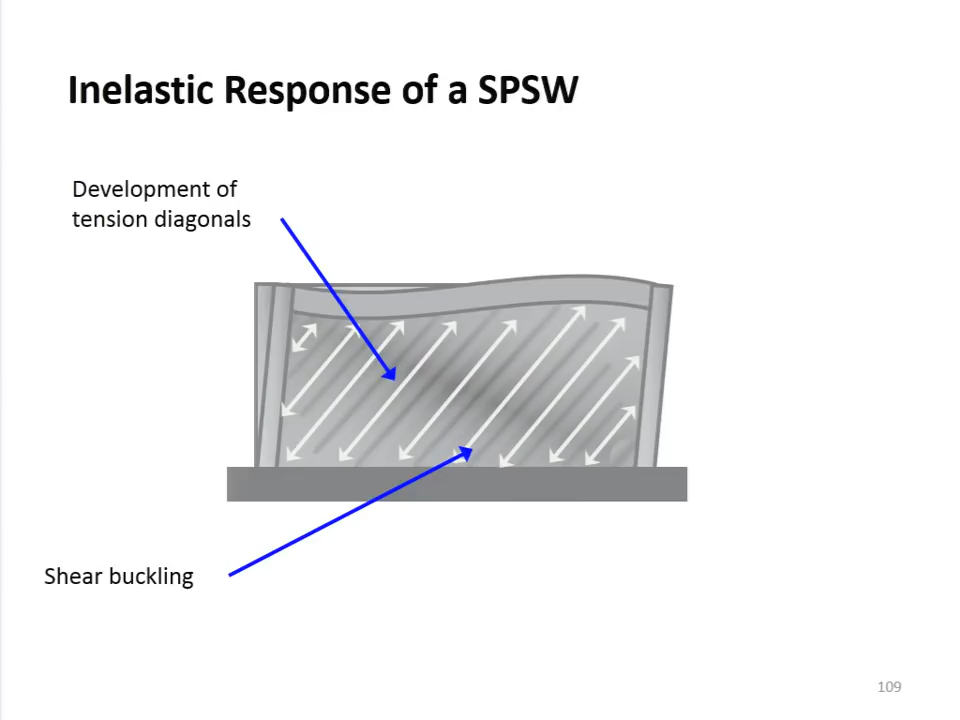 Inelastic Response of a SPSW
Development of
tension diagonals
Shear buckling
109